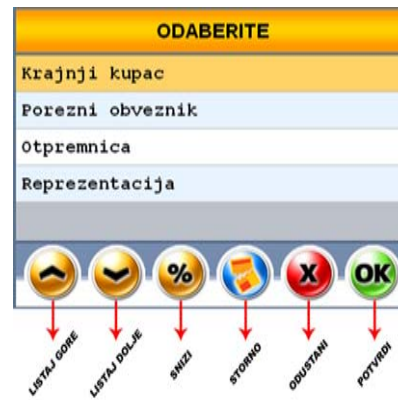 ODABERITE
Krajnji kupac
Porezni obveznik
Otpremnica
Reprezentacija
% X OK
LISTAJ GORE
LISTAJ DOLJE
SNIZI
STORNO
ODUSTANI
POTVRDI